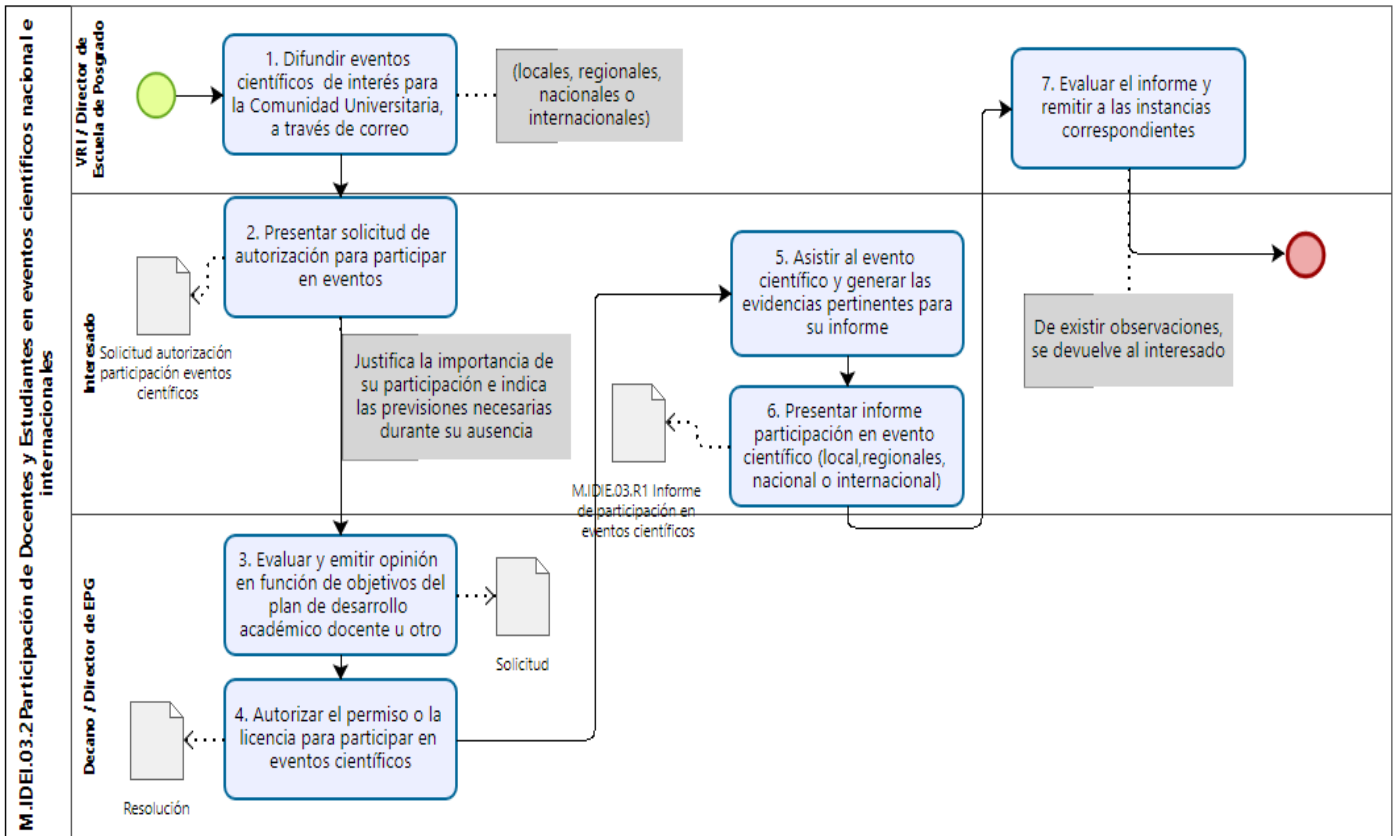 M.IDEI.03.2 Participación de Docentes y Estudiantes en eventos científicos nacional e
internacionales
VRI / Director de
Escuela de Posgrado
1. Difundir eventos
científicos de interés para
la Comunidad Universitaria,
a través de correo
(locales, regionales,
nacionales o
internacionales)
7. Evaluar el informe y
remitir a las instancias
correspondientes
Interesado
2. Presentar solicitud de
autorización para participar
en eventos
Solicitud autorización
participación eventos
científicos
Justifica la importancia de
su participación e indica
las previsiones necesarias
durante su ausencia
5. Asistir al evento
científico y generar las
evidencias pertinentes para
su informe
De existir observaciones,
se devuelve al interesado
6. Presentar informe
participación en evento
científico (local,regionales,
nacional o internacional)
M.IDIE.03.R1 Informe
de participación en
eventos científicos
Decano / Director de EPG
3. Evaluar y emitir opinión
en función de objetivos del
plan de desarrollo
académico docente u otro
Solicitud
4. Autorizar el permiso o la
licencia para participar en
eventos científicos
Resolución